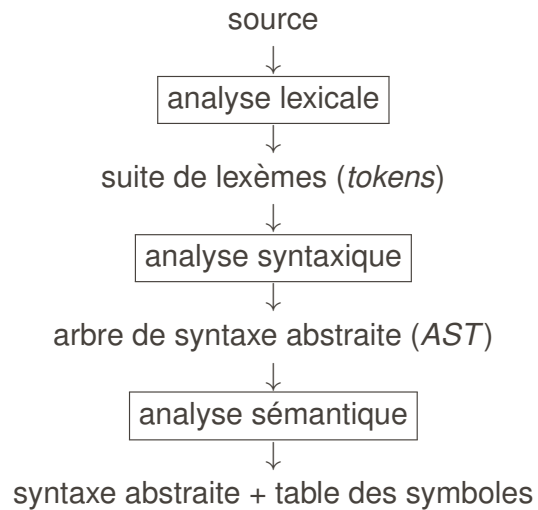 source
analyse lexicale
suite de lexèmes (tokens)
analyse syntaxique
arbre de syntaxe abstraite (AST)
analyse sémantique
syntaxe abstraite + table des symboles